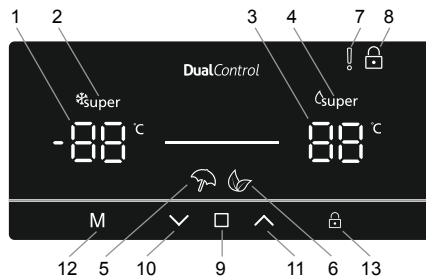 1 2 3 4 7 8
DualControl
super super
-88 °C 88 °C
M
12 5 10 9 11 6 13